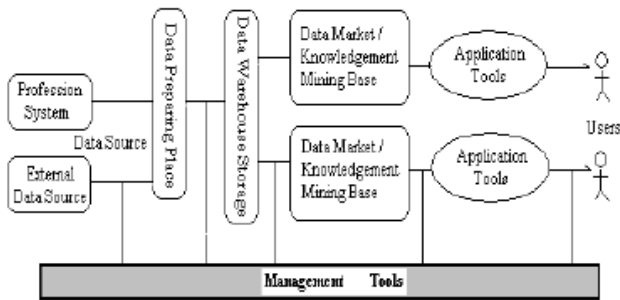 Profession
System
Data Source
External
Data Source
Data Preparing Place
Data Warehouse Storage
Data Market /
Knowledgement
Mining Base
Application
Tools
Data Market /
Knowledgement
Mining Base
Application
Tools
Users
Management Tools